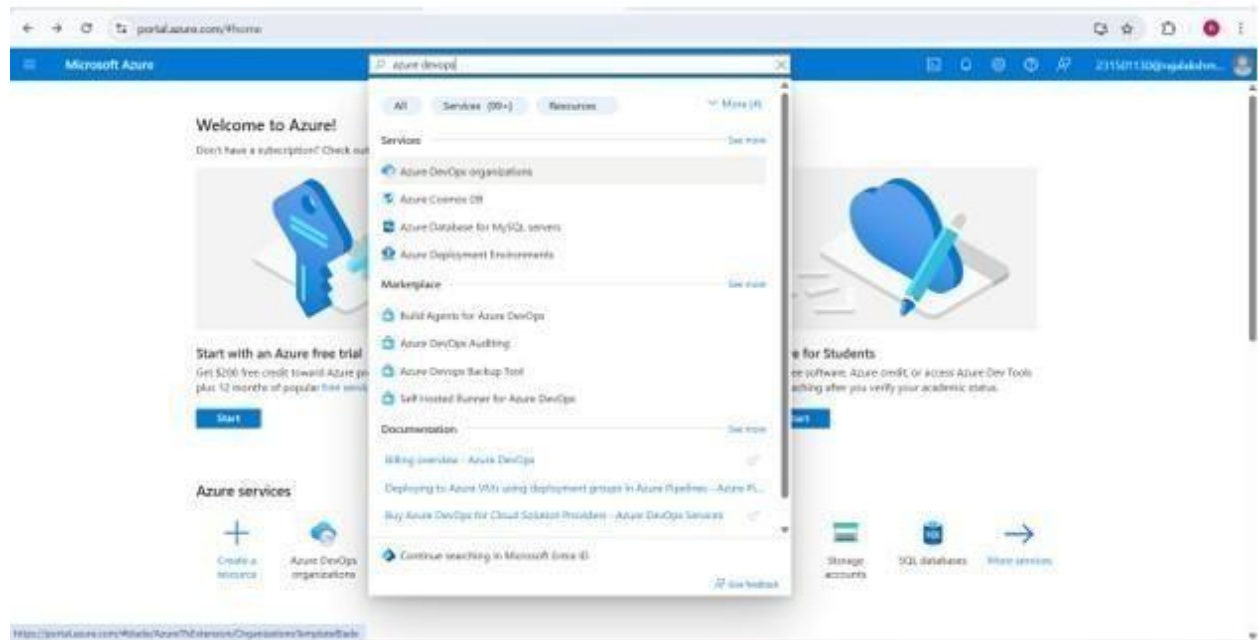 portal.azure.com/#home
Microsoft Azure
azure devops
231501130@rajalakshm...
All
Services (99+)
Resources
More (4)
Welcome to Azure!
Don't have a subscription? Check out
Services
See more
Azure DevOps organizations
Azure Cosmos DB
Azure Database for MySQL servers
Azure Deployment Environments
Marketplace
See more
Build Agents for Azure DevOps
Azure DevOps Auditing
Azure Devops Backup Tool
Self Hosted Runner for Azure DevOps
Documentation
See more
Billing overview - Azure DevOps
Deploying to Azure VMs using deployment groups in Azure Pipelines - Azure Pi...
Buy Azure DevOps for Cloud Solution Providers - Azure DevOps Services
Continue searching in Microsoft Entra ID
Give feedback
Start with an Azure free trial
Get $200 free credit toward Azure
plus 12 months of popular free
Start
e for Students
ee software, Azure credit, or access Azure Dev Tools
aching after you verify your academic status.
tart
Azure services
Create a
resource
Azure DevOps
organizations
Storage
accounts
SQL databases
More services